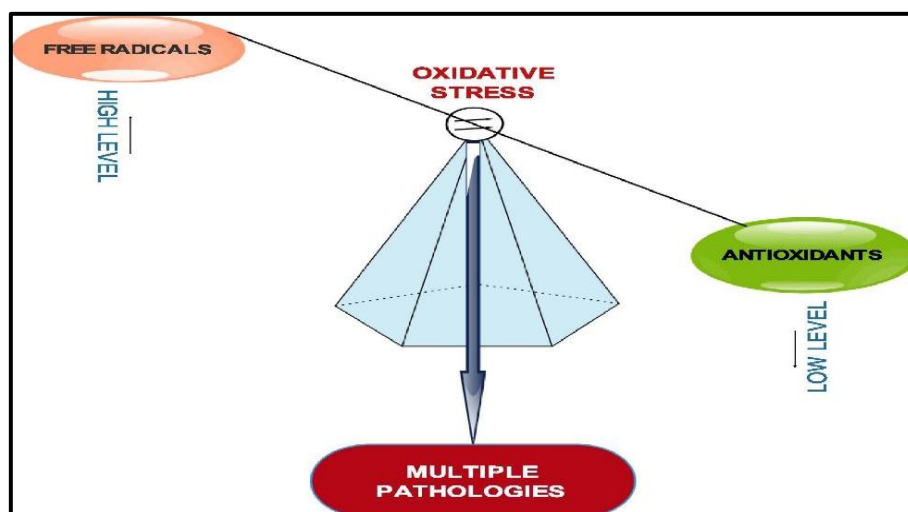 FREE RADICALS
HIGH LEVEL
OXIDATIVE
STRESS
ANTIOXIDANTS
LOW LEVEL
MULTIPLE
PATHOLOGIES